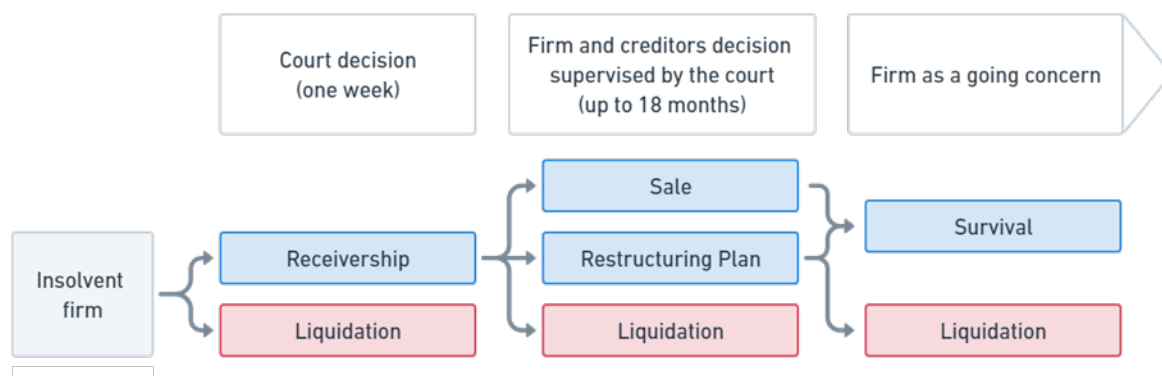 Court decision
(one week)
Firm and creditors decision
supervised by the court
(up to 18 months)
Firm as a going concern
Insolvent
firm
Receivership
Liquidation
Sale
Restructuring Plan
Liquidation
Survival
Liquidation